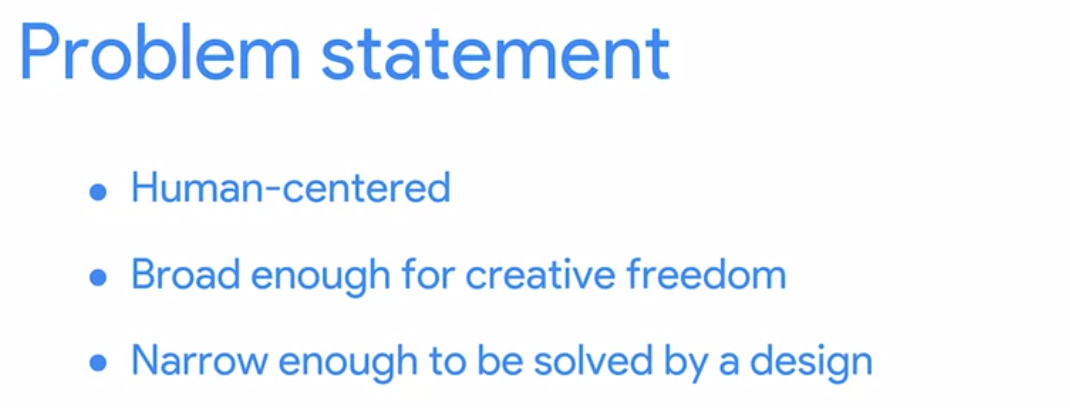 Problem statement
● Human-centered
● Broad enough for creative freedom
● Narrow enough to be solved by a design